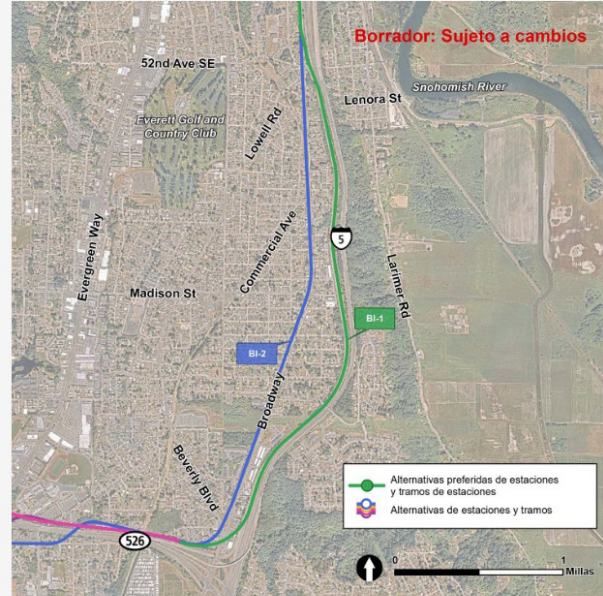 Borrador: Sujeto a cambios
52nd Ave SE
Snohomish River
Lenora St
Everett Golf and
Country Club
Lowell Rd
Evergreen Way
Commercial Ave
5
Larimer Rd
Madison St
BI-1
BI-2
Broadway
Beverly Blvd
526
Alternativas preferidas de estaciones
y tramos de estaciones
Alternativas de estaciones y tramos
0
1
Millas